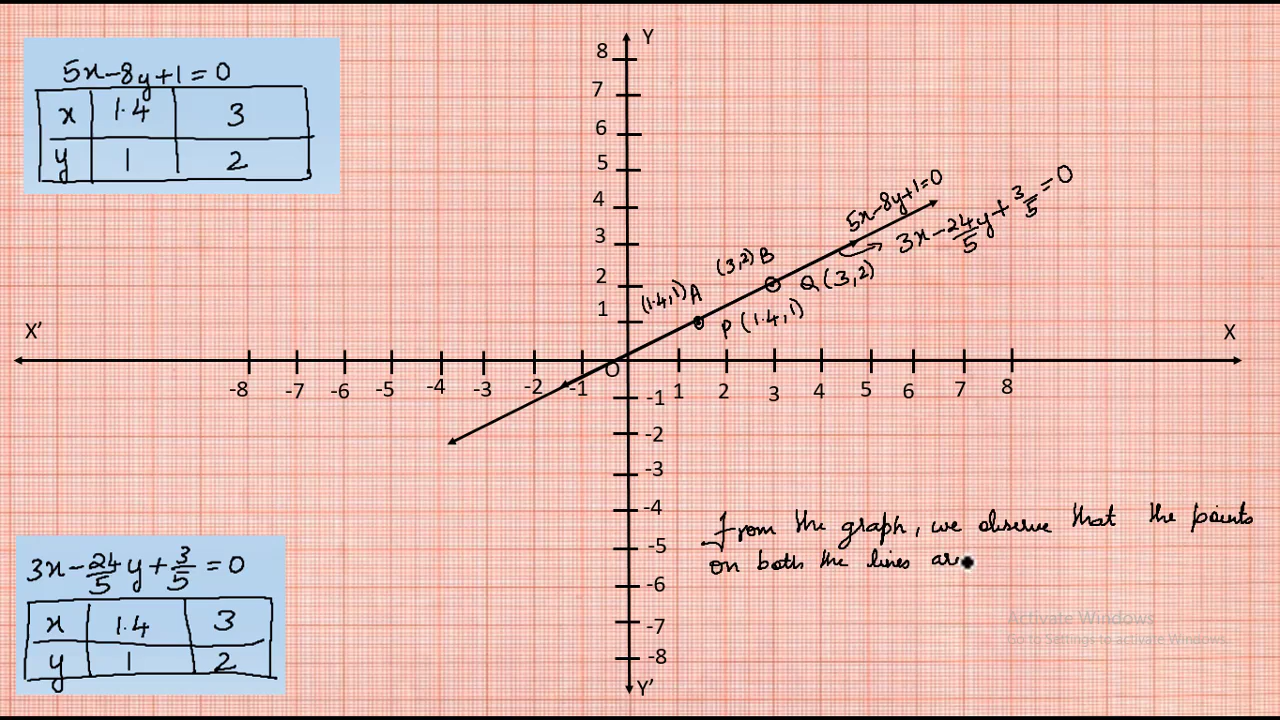 5x-8y+1=0
x 1.4 3
y 1 2
Y
8
7
6
5
4
3
2
1
5x-8y+1=0
3x-24/5y+3/5=0
(3,2)B
Q(3,2)
(1.4,1)A
P(1.4,1)
X'
X
O
-8 -7 -6 -5 -4 -3 -2 -1 1 2 3 4 5 6 7 8
-1
-2
-3
-4
-5
-6
-7
-8
Y'
From the graph, we observe that the points
on both the lines are
3x-24/5y+3/5=0
x 1.4 3
y 1 2
Activate Windows
Go to Settings to activate Windows.